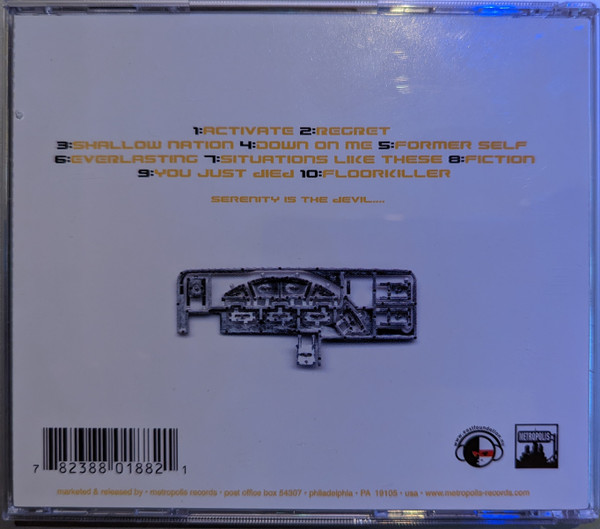 1:ACTIVATE 2:REGRET
3:SHALLOW NATION 4:DOWN ON ME 5:FORMER SELF
6:EVERLASTING 7:SITUATIONS LIKE THESE 8:FICTION
9:YOU JUST DIED 10:FLOORKILLER
SERENITY IS THE DEVIL....
7 82388 01882 1
METROPOLIS
marketed & released by • metropolis records • post office box 54307 • philadelphia • PA 19105 • usa • www.metropolis-records.com